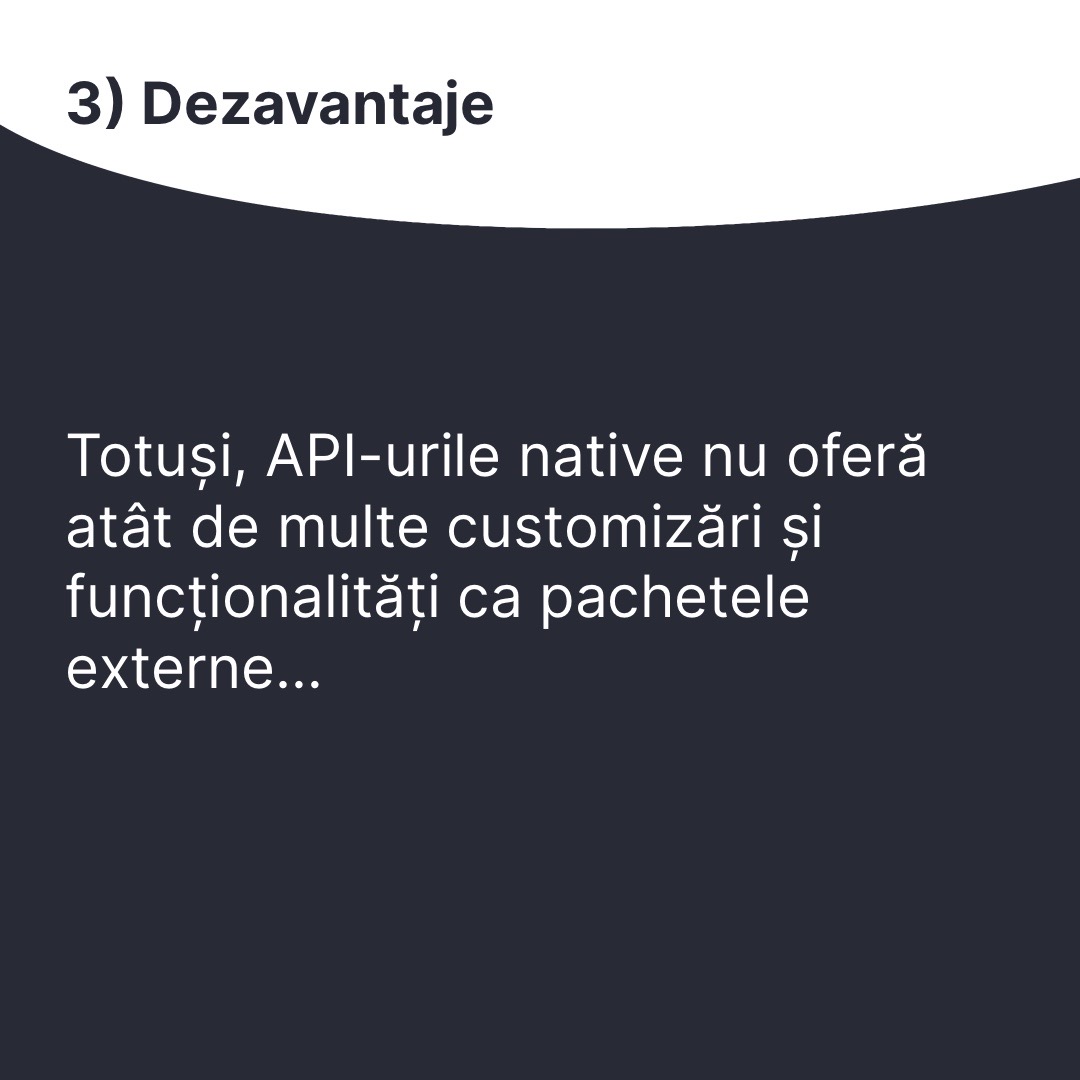 3) Dezavantaje
Totuși, API-urile native nu oferă
atât de multe customizări și
funcționalități ca pachetele
externe...